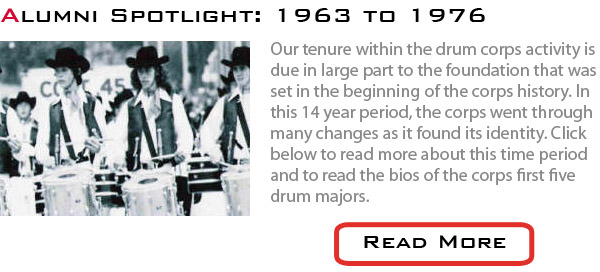 Alumni Spotlight: 1963 to 1976
Our tenure within the drum corps activity is
due in large part to the foundation that was
set in the beginning of the corps history. In
this 14 year period, the corps went through
many changes as it found its identity. Click
below to read more about this time period
and to read the bios of the corps first five
drum majors.
Read More